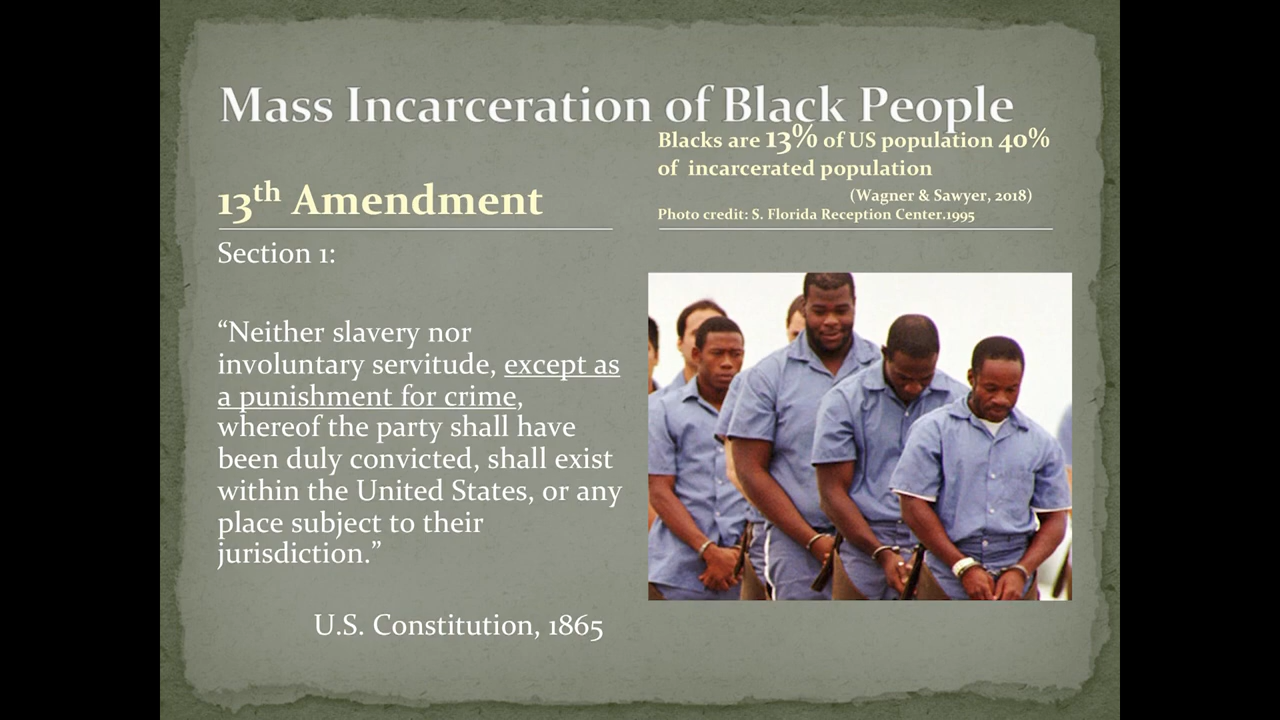 Mass Incarceration of Black People
13th Amendment
Section 1:
“Neither slavery nor
involuntary servitude, except as
a punishment for crime,
whereof the party shall have
been duly convicted, shall exist
within the United States, or any
place subject to their
jurisdiction.”
U.S. Constitution, 1865
Blacks are 13% of US population 40%
of incarcerated population
(Wagner & Sawyer, 2018)
Photo credit: S. Florida Reception Center.1995